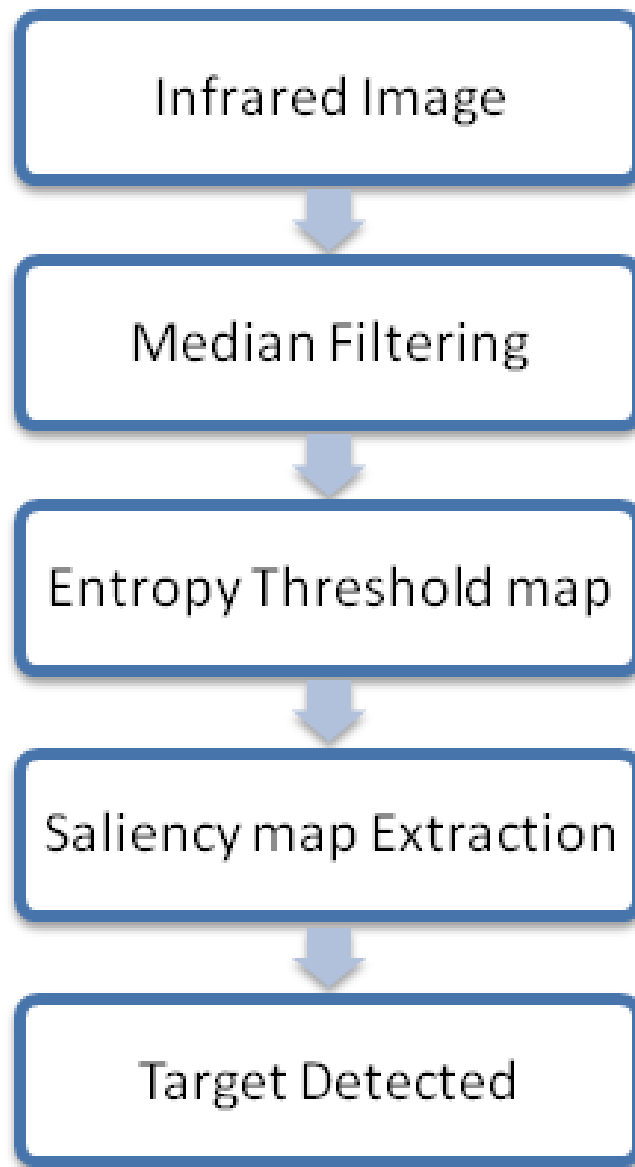 Infrared Image
Median Filtering
Entropy Threshold map
Saliency map Extraction
Target Detected